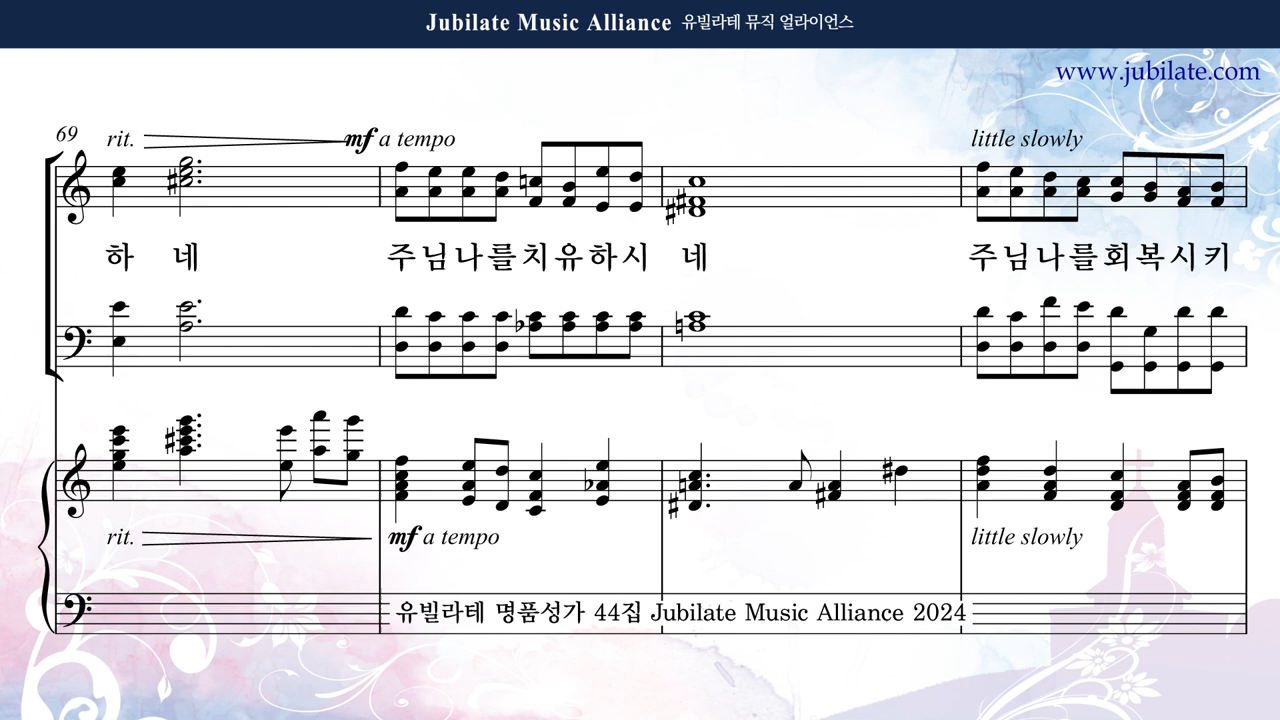 Jubilate Music Alliance 유빌라테 뮤직 얼라이언스
www.jubilate.com
69
rit. mf a tempo little slowly
하 네 주 님 나 를 치 유 하 시 네 주 님 나 를 회 복 시 키
rit. mf a tempo little slowly
유빌라테 명품성가 44집 Jubilate Music Alliance 2024